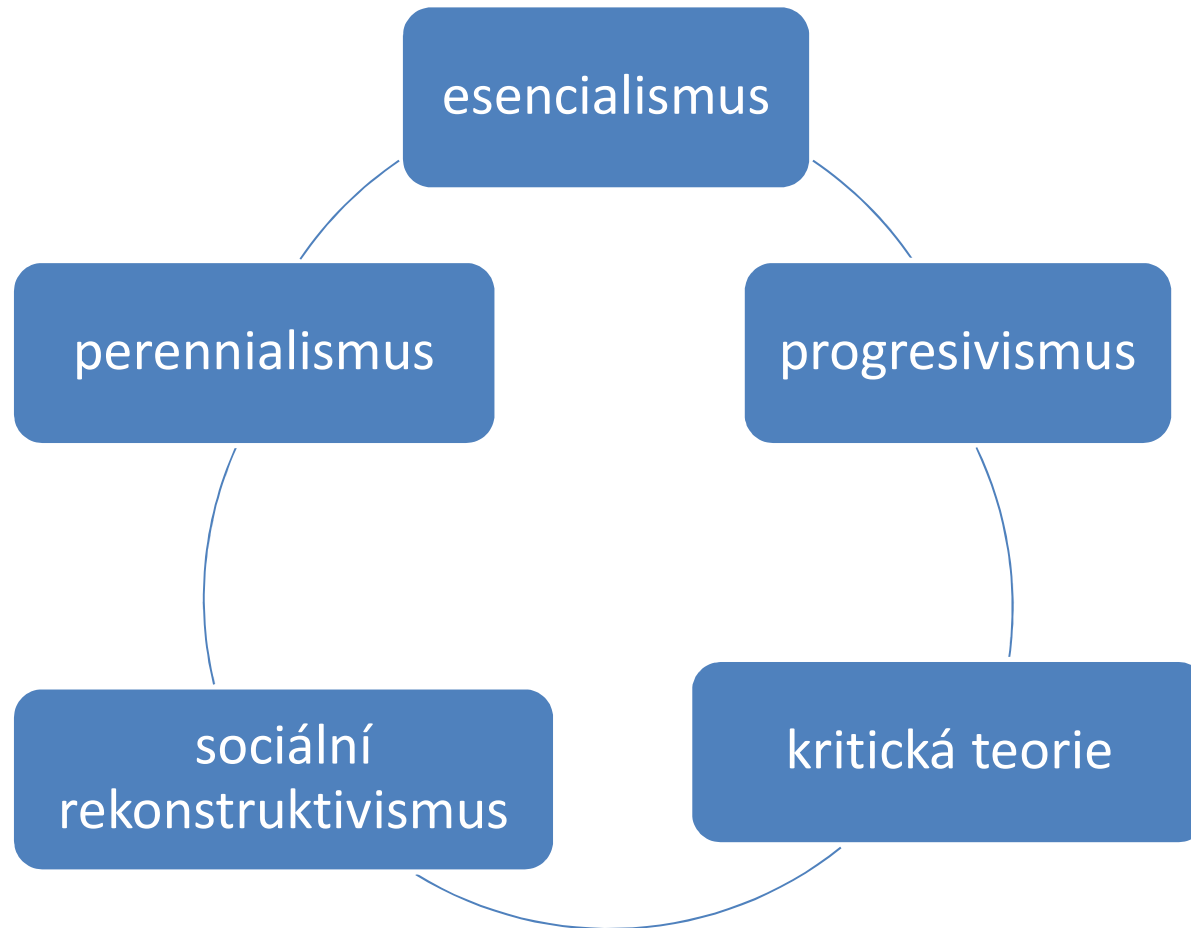 esencialismus
perennialismus
progresivismus
sociální
rekonstruktivismus
kritická teorie